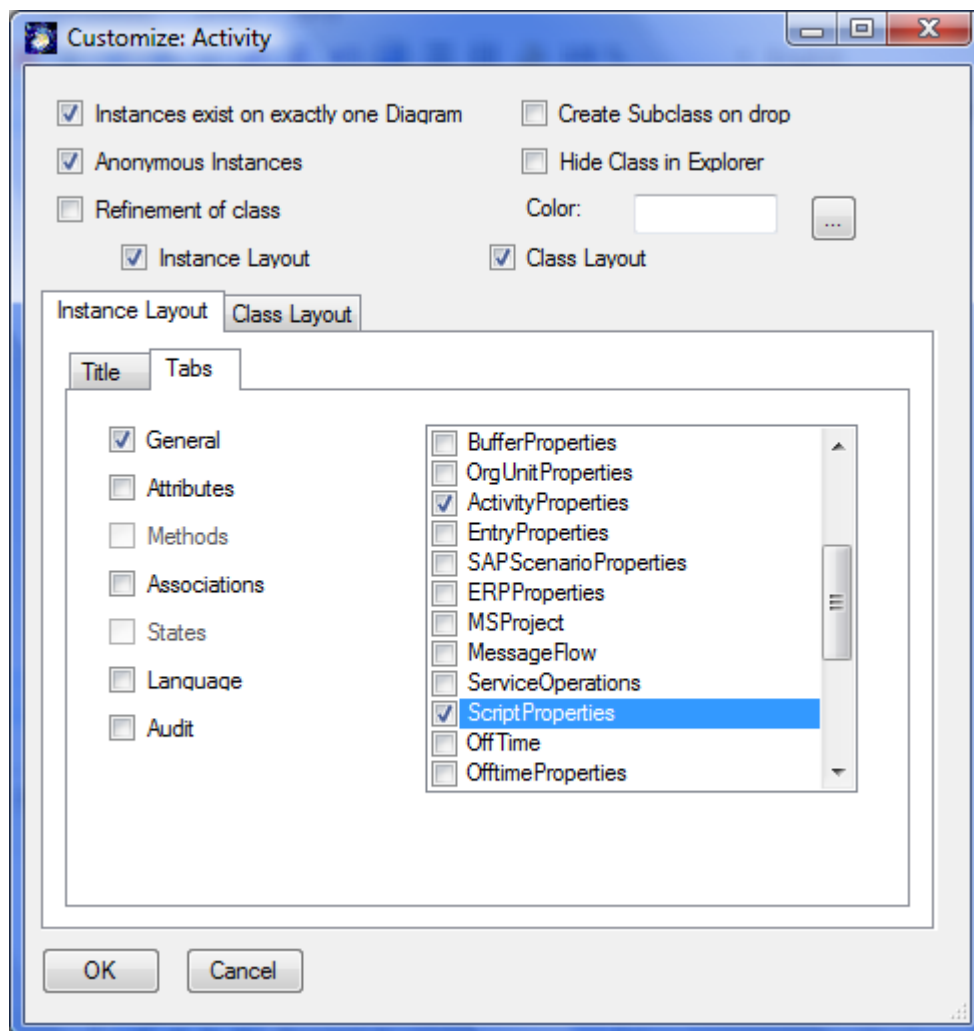 Customize: Activity
Instances exist on exactly one Diagram
Create Subclass on drop
Anonymous Instances
Hide Class in Explorer
Refinement of class
Color:
...
Instance Layout
Class Layout
Instance Layout
Class Layout
Title
Tabs
General
Attributes
Methods
Associations
States
Language
Audit
BufferProperties
OrgUnitProperties
ActivityProperties
EntryProperties
SAPScenarioProperties
ERPProperties
MSProject
MessageFlow
ServiceOperations
ScriptProperties
OffTime
OfftimeProperties
OK
Cancel